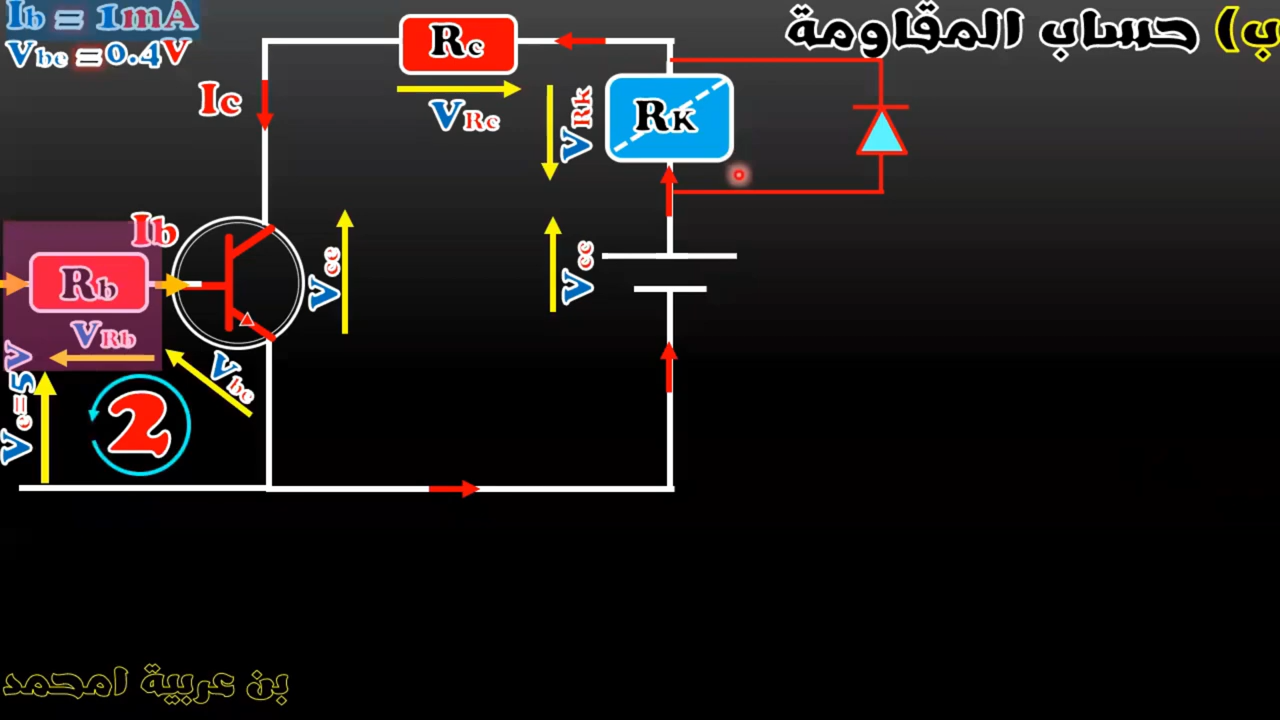 Ib = 1mA
Vbe =0.4V
ب) حساب المقاومة
Rc
Ic
VRc
VRk
RK
Ib
Rb
Vce
Vcc
VRb
Vbe
Ve=5V
2
بن عربية امحمد